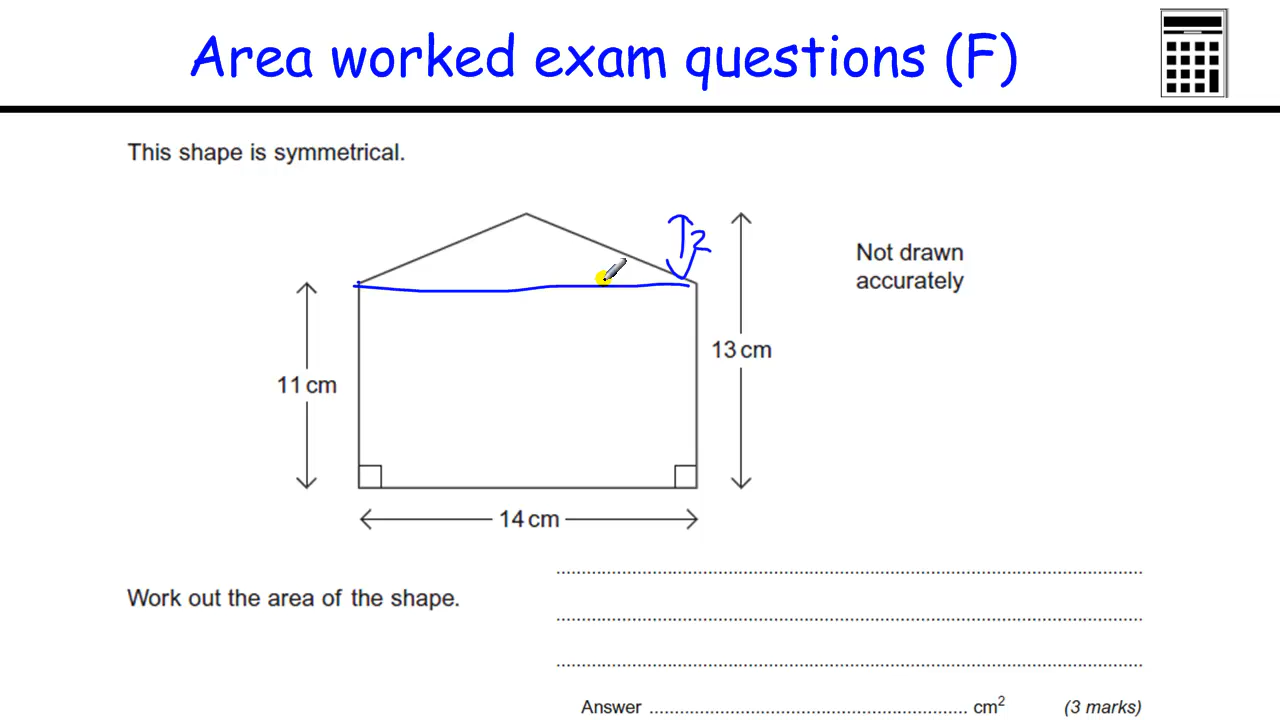 Area worked exam questions (F)
This shape is symmetrical.
2
Not drawn
accurately
13 cm
11 cm
14 cm
Work out the area of the shape.
Answer ............................................................ cm²
(3 marks)